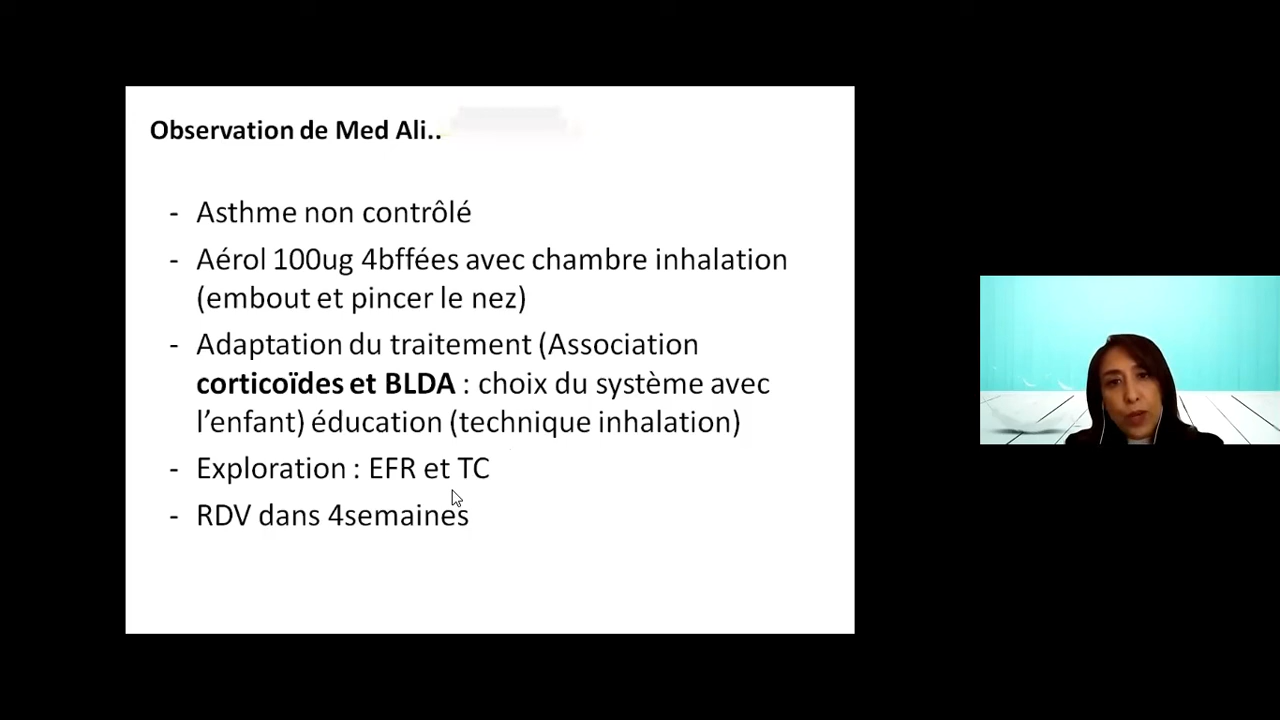 Observation de Med Ali..
- Asthme non contrôlé
- Aérol 100ug 4bffées avec chambre inhalation
(embout et pincer le nez)
- Adaptation du traitement (Association
corticoïdes et BLDA : choix du système avec
l’enfant) éducation (technique inhalation)
- Exploration : EFR et TC
- RDV dans 4semaines